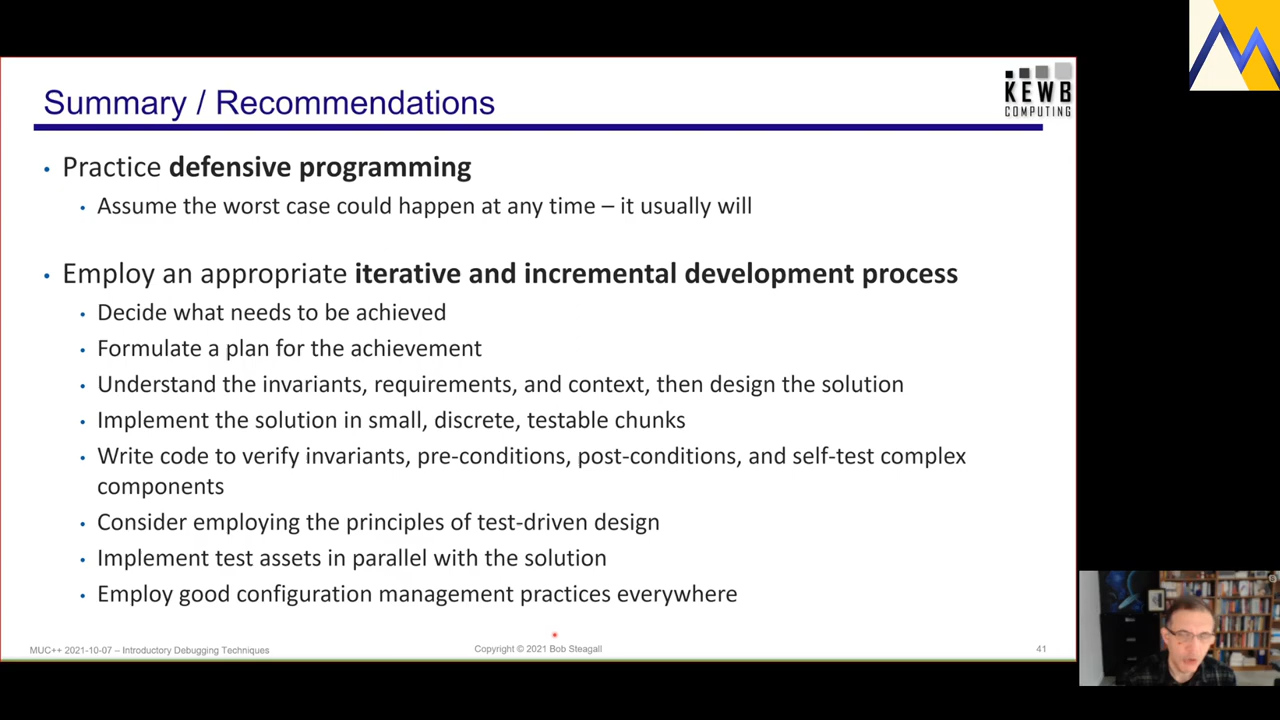 Summary / Recommendations
KEWB
COMPUTING
• Practice defensive programming
• Assume the worst case could happen at any time – it usually will
• Employ an appropriate iterative and incremental development process
• Decide what needs to be achieved
• Formulate a plan for the achievement
• Understand the invariants, requirements, and context, then design the solution
• Implement the solution in small, discrete, testable chunks
• Write code to verify invariants, pre-conditions, post-conditions, and self-test complex
components
• Consider employing the principles of test-driven design
• Implement test assets in parallel with the solution
• Employ good configuration management practices everywhere
MUC++ 2021-10-07 – Introductory Debugging Techniques
Copyright © 2021 Bob Steagall
41